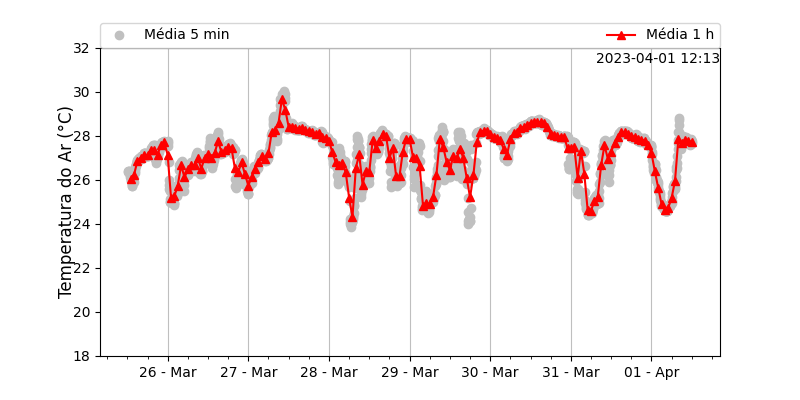 Média 5 min
Média 1 h
2023-04-01 12:13
Temperatura do Ar (°C)
32
30
28
26
24
22
20
18
26 - Mar
27 - Mar
28 - Mar
29 - Mar
30 - Mar
31 - Mar
01 - Apr